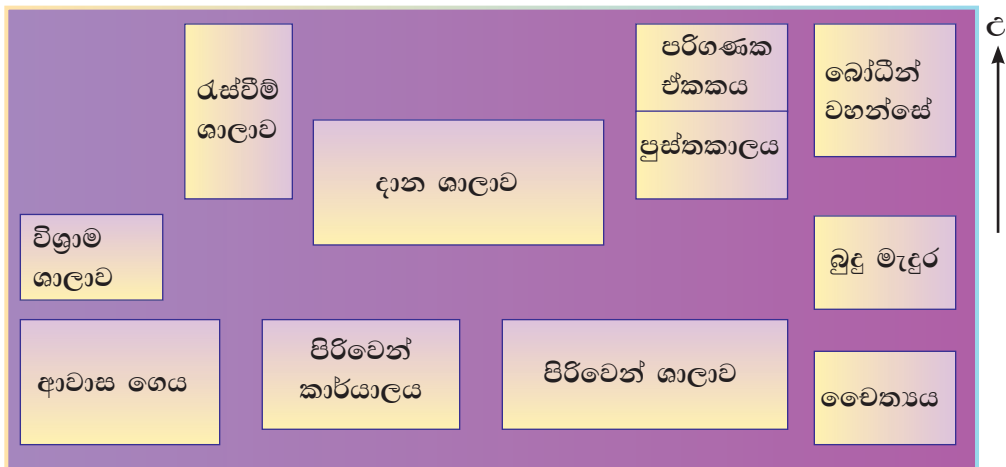 උ
රැස්වීම්
ශාලාව
පරිගණක
ඒකකය
පුස්තකාලය
බෝධීන්
වහන්සේ
දාන ශාලාව
විශ්‍රාම
ශාලාව
බුදු මැදුර
ආවාස ගෙය
පිරිවෙන්
කාර්යාලය
පිරිවෙන් ශාලාව
චෛත්‍යය